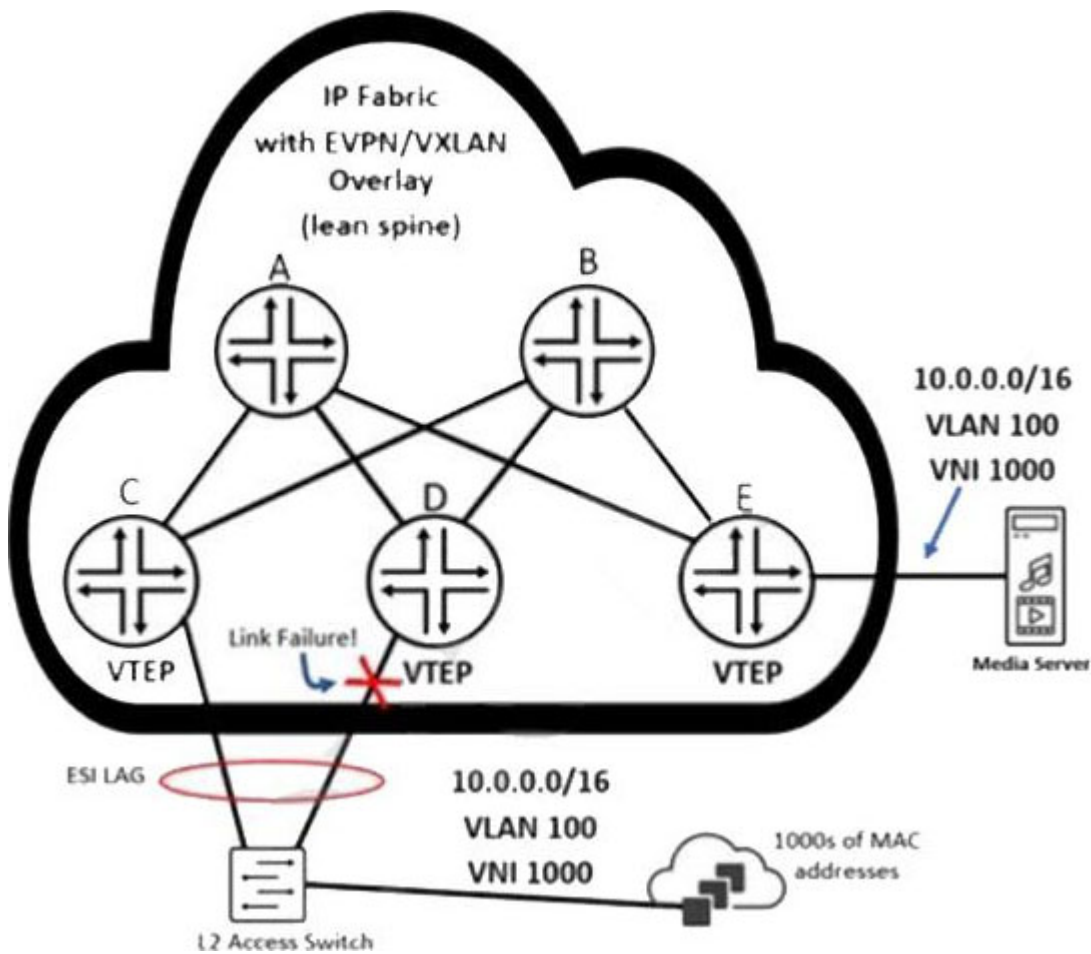 IP Fabric
with EVPN/VXLAN
Overlay
(lean spine)
A
B
10.0.0.0/16
VLAN 100
VNI 1000
C
D
E
Link Failure!
VTEP
VTEP
VTEP
Media Server
ESI LAG
10.0.0.0/16
VLAN 100
VNI 1000
1000s of MAC
addresses
L2 Access Switch